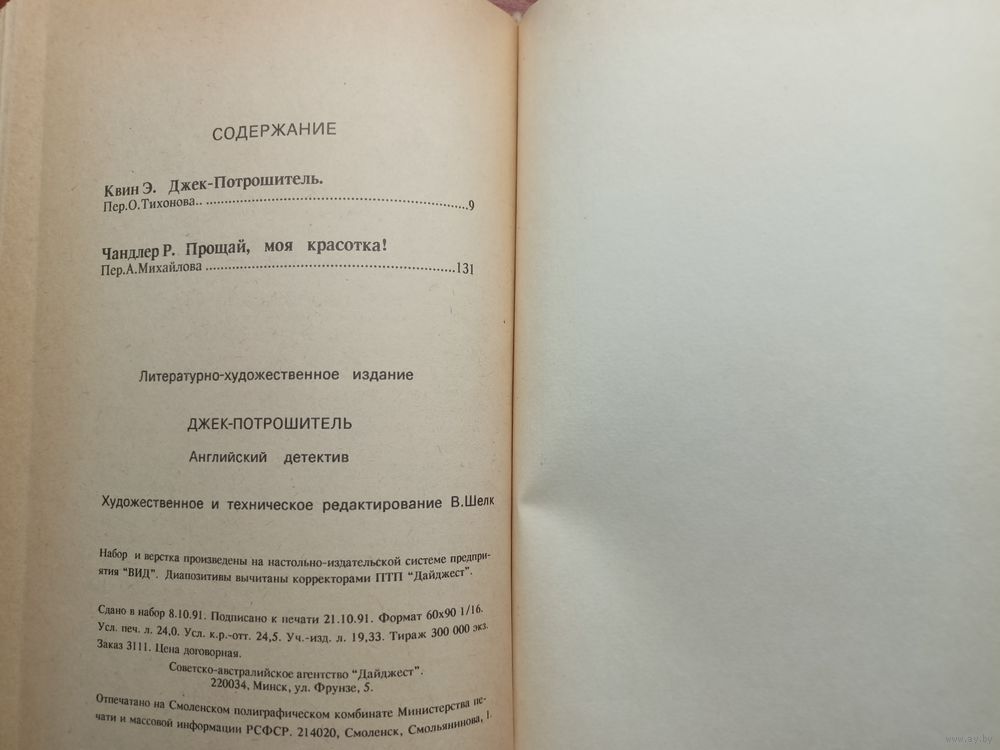 СОДЕРЖАНИЕ
Квин Э. Джек-Потрошитель.
Пер.О.Тихонова.. ................................................................9
Чандлер Р. Прощай, моя красотка!
Пер.А.Михайлова ............................................................131
Литературно-художественное издание
ДЖЕК-ПОТРОШИТЕЛЬ
Английский детектив
Художественное и техническое редактирование В.Шелк
Набор и верстка произведены на настольно-издательской системе предпри-
ятия "ВИД". Диапозитивы вычитаны корректорами ПТП "Дайджест".
Сдано в набор 8.10.91. Подписано к печати 21.10.91. Формат 60х90 1/16.
Усл. печ. л. 24,0. Усл. к.р.-отт. 24,5. Уч.-изд. л. 19,33. Тираж 300 000 экз.
Заказ 3111. Цена договорная.
Советско-австралийское агентство "Дайджест".
220034, Минск, ул. Фрунзе, 5.
Отпечатано на Смоленском полиграфическом комбинате Министерства пе-
чати и массовой информации РСФСР. 214020, Смоленск, Смольянинова, 1.
www.ay.by